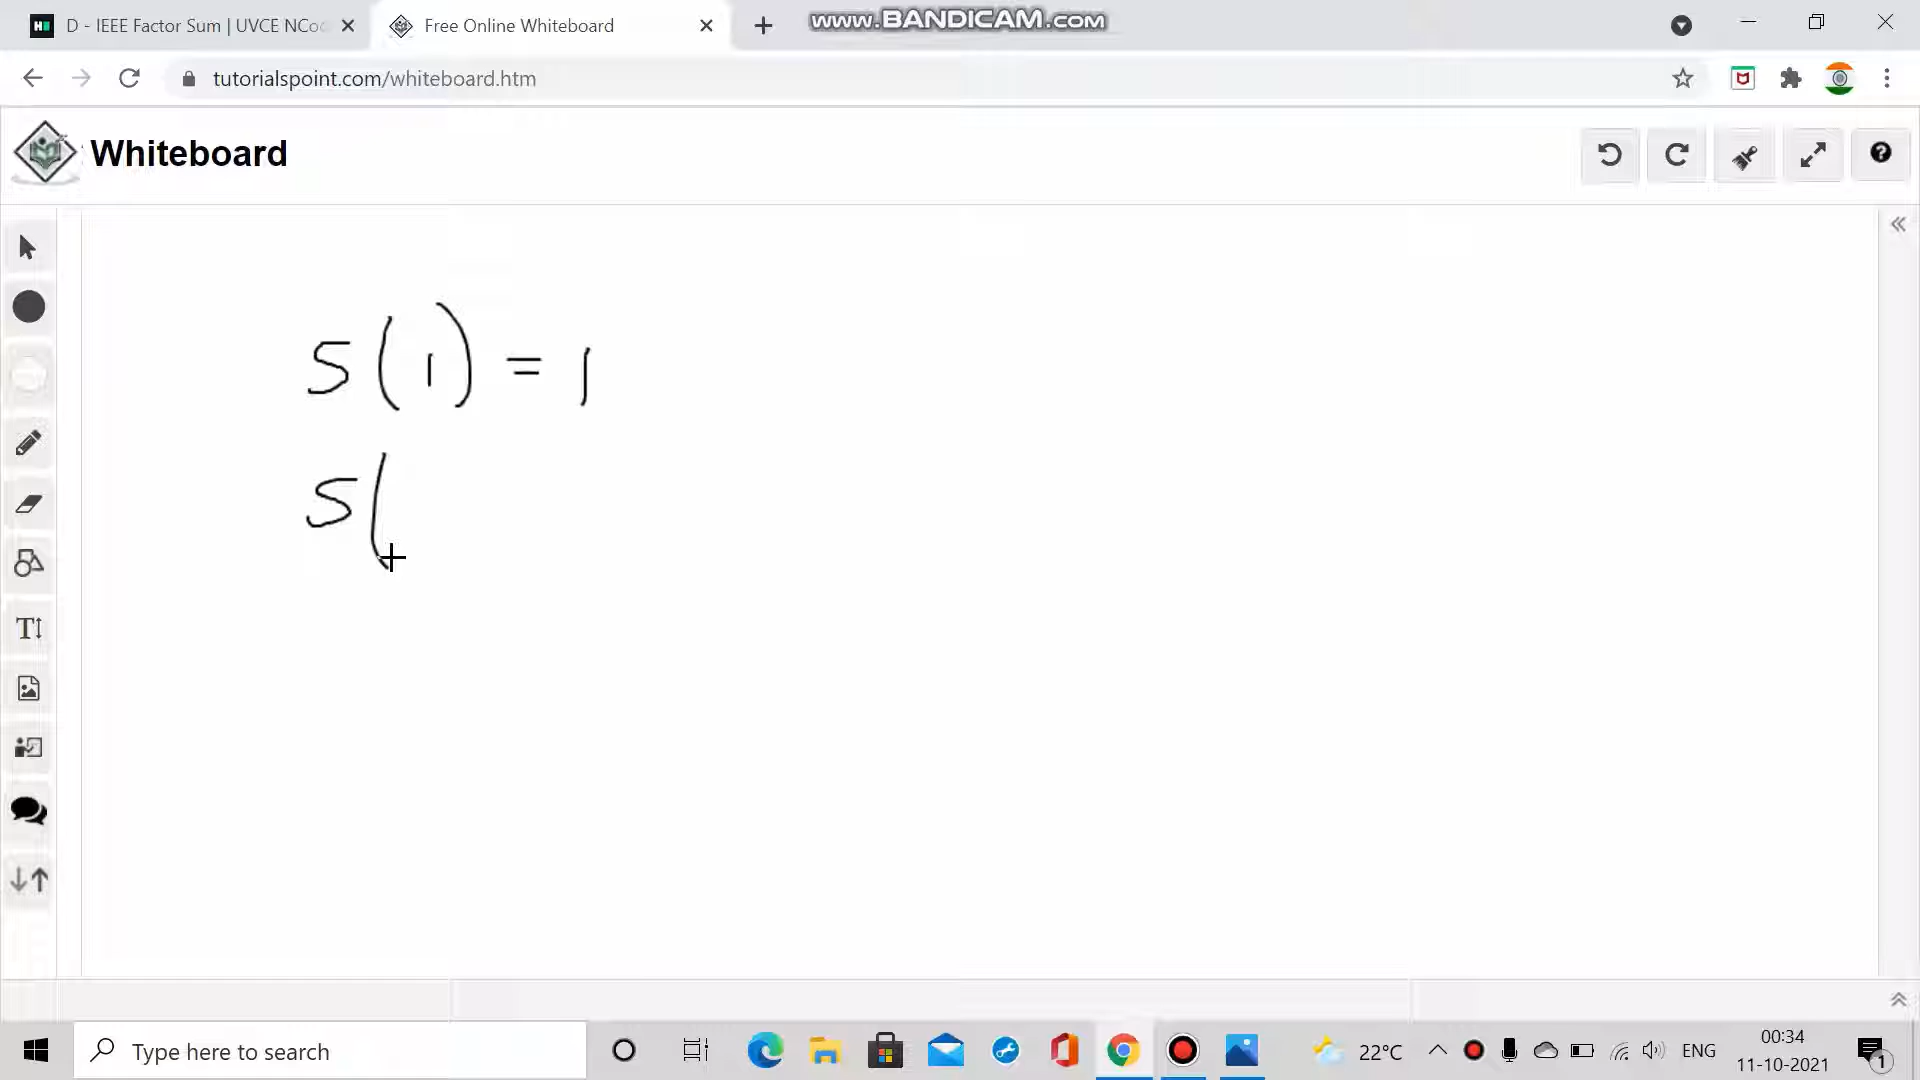 D - IEEE Factor Sum | UVCE NCo
Free Online Whiteboard
www.BANDICAM.com
tutorialspoint.com/whiteboard.htm
Whiteboard
S(1) = 1
S(
T
Type here to search
22°C
ENG
00:34
11-10-2021
1